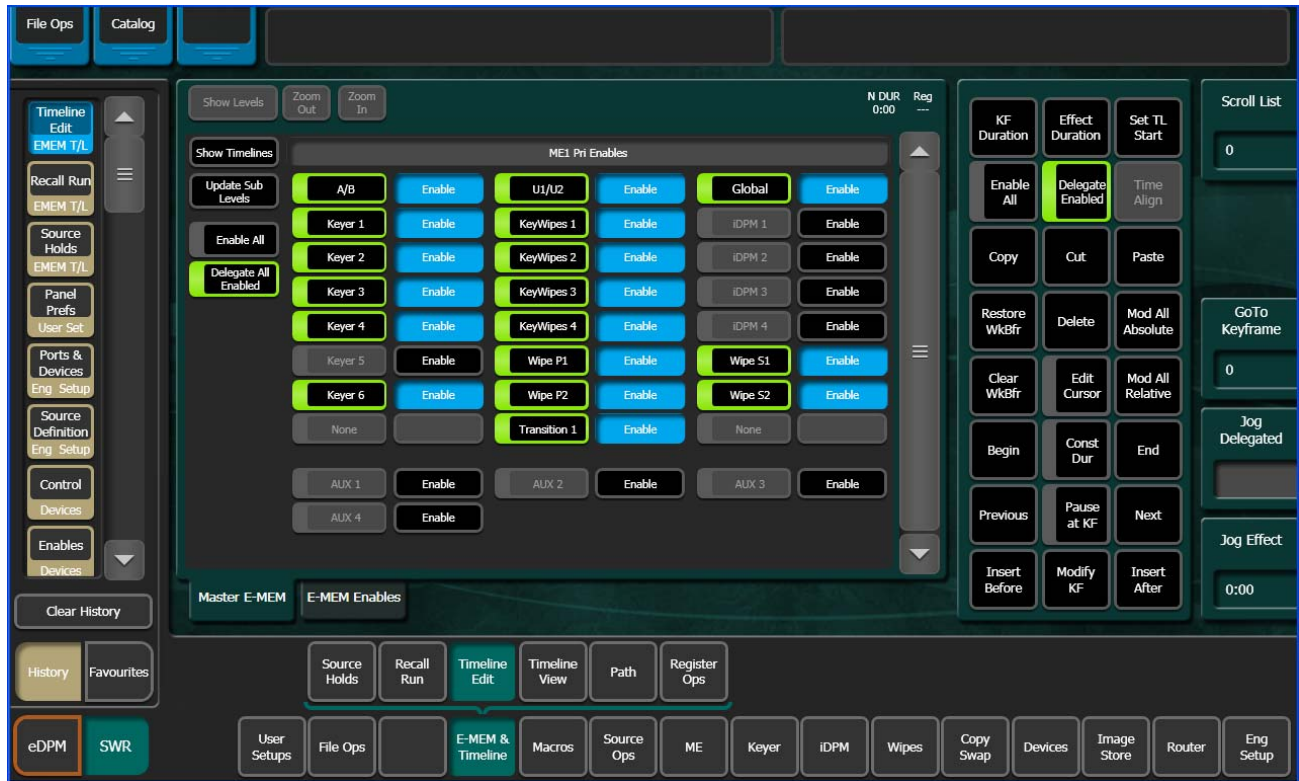 File Ops
Catalog
Timeline
Edit
EMEM T/L
Recall Run
EMEM T/L
Source
Holds
EMEM T/L
Panel
Prefs
User Set
Ports &
Devices
Eng Setup
Source
Definition
Eng Setup
Control
Devices
Enables
Devices
Clear History
History
Favourites
eDPM
SWR
Show Levels
Zoom
Out
Zoom
In
N DUR
0:00
Reg
---
Show Timelines
ME1 Pri Enables
Update Sub
Levels
Enable All
Delegate All
Enabled
A/B Enable U1/U2 Enable Global Enable
Keyer 1 Enable KeyWipes 1 Enable iDPM 1 Enable
Keyer 2 Enable KeyWipes 2 Enable iDPM 2 Enable
Keyer 3 Enable KeyWipes 3 Enable iDPM 3 Enable
Keyer 4 Enable KeyWipes 4 Enable iDPM 4 Enable
Keyer 5 Enable Wipe P1 Enable Wipe S1 Enable
Keyer 6 Enable Wipe P2 Enable Wipe S2 Enable
None Transition 1 Enable None
AUX 1 Enable AUX 2 Enable AUX 3 Enable
AUX 4 Enable
Master E-MEM
E-MEM Enables
KF
Duration
Effect
Duration
Set TL
Start
Enable
All
Delegate
Enabled
Time
Align
Copy
Cut
Paste
Restore
WkBfr
Delete
Mod All
Absolute
Clear
WkBfr
Edit
Cursor
Mod All
Relative
Begin
Const
Dur
End
Previous
Pause
at KF
Next
Insert
Before
Modify
KF
Insert
After
Scroll List
0
GoTo
Keyframe
0
Jog
Delegated
Jog Effect
0:00
Source
Holds
Recall
Run
Timeline
Edit
Timeline
View
Path
Register
Ops
User
Setups
File Ops
E-MEM &
Timeline
Macros
Source
Ops
ME
Keyer
iDPM
Wipes
Copy
Swap
Devices
Image
Store
Router
Eng
Setup